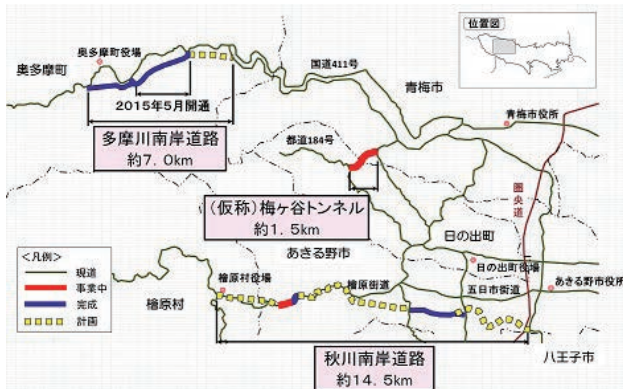 位置図
奥多摩町役場
国道411号
奥多摩町
青梅市
2015年5月開通
青梅市役所
多摩川南岸道路
約7.0km
都道184号
圏央道
(仮称)梅ヶ谷トンネル
約1.5km
日の出町
あきる野市
<凡例>
現道
事業中
完成
計画
日の出町役場
檜原村役場
檜原街道
五日市街道
あきる野市役所
檜原村
秋川南岸道路
約14.5km
八王子市